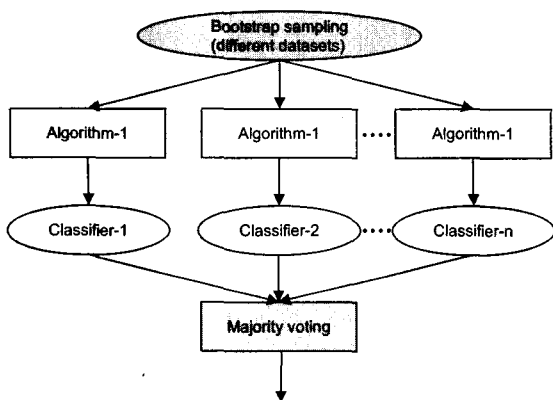 Bootstrap sampling
(different datasets)
Algorithm-1
Algorithm-1
....
Algorithm-1
Classifier-1
Classifier-2
....
Classifier-n
Majority voting